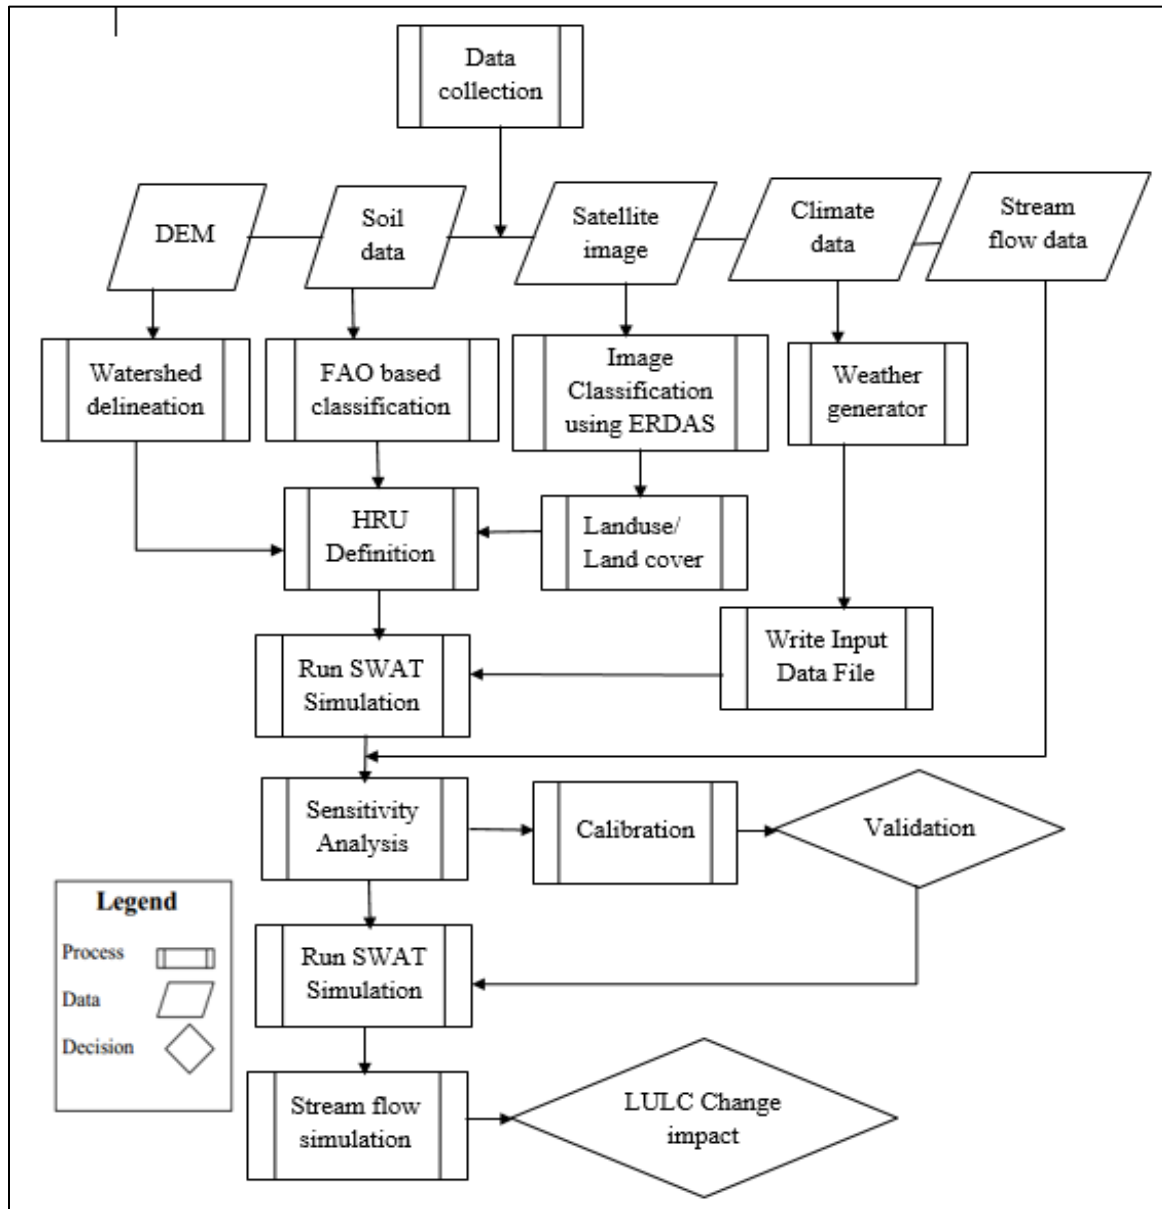 Data
collection
DEM
Soil
data
Satellite
image
Climate
data
Stream
flow data
Watershed
delineation
FAO based
classification
Image
Classification
using ERDAS
Weather
generator
HRU
Definition
Landuse/
Land cover
Write Input
Data File
Run SWAT
Simulation
Sensitivity
Analysis
Calibration
Validation
Legend
Process
Data
Decision
Run SWAT
Simulation
Stream flow
simulation
LULC Change
impact